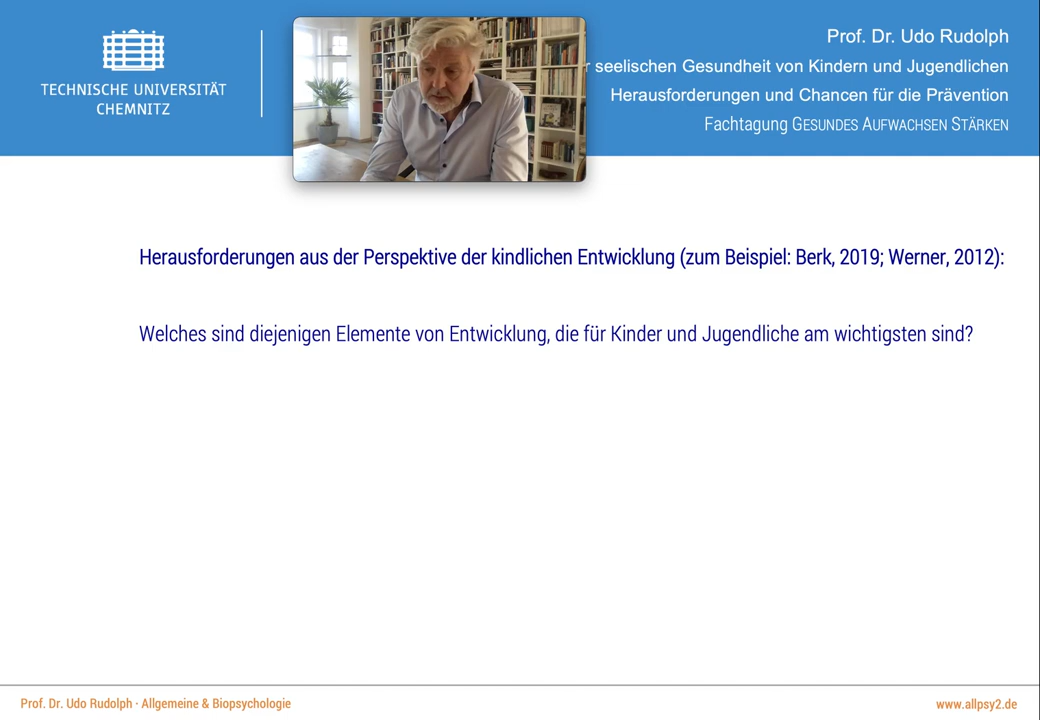 TECHNISCHE UNIVERSITÄT
CHEMNITZ
Prof. Dr. Udo Rudolph
seelischen Gesundheit von Kindern und Jugendlichen
Herausforderungen und Chancen für die Prävention
Fachtagung GESUNDES AUFWACHSEN STÄRKEN
Herausforderungen aus der Perspektive der kindlichen Entwicklung (zum Beispiel: Berk, 2019; Werner, 2012):
Welches sind diejenigen Elemente von Entwicklung, die für Kinder und Jugendliche am wichtigsten sind?
Prof. Dr. Udo Rudolph · Allgemeine & Biopsychologie
www.allpsy2.de